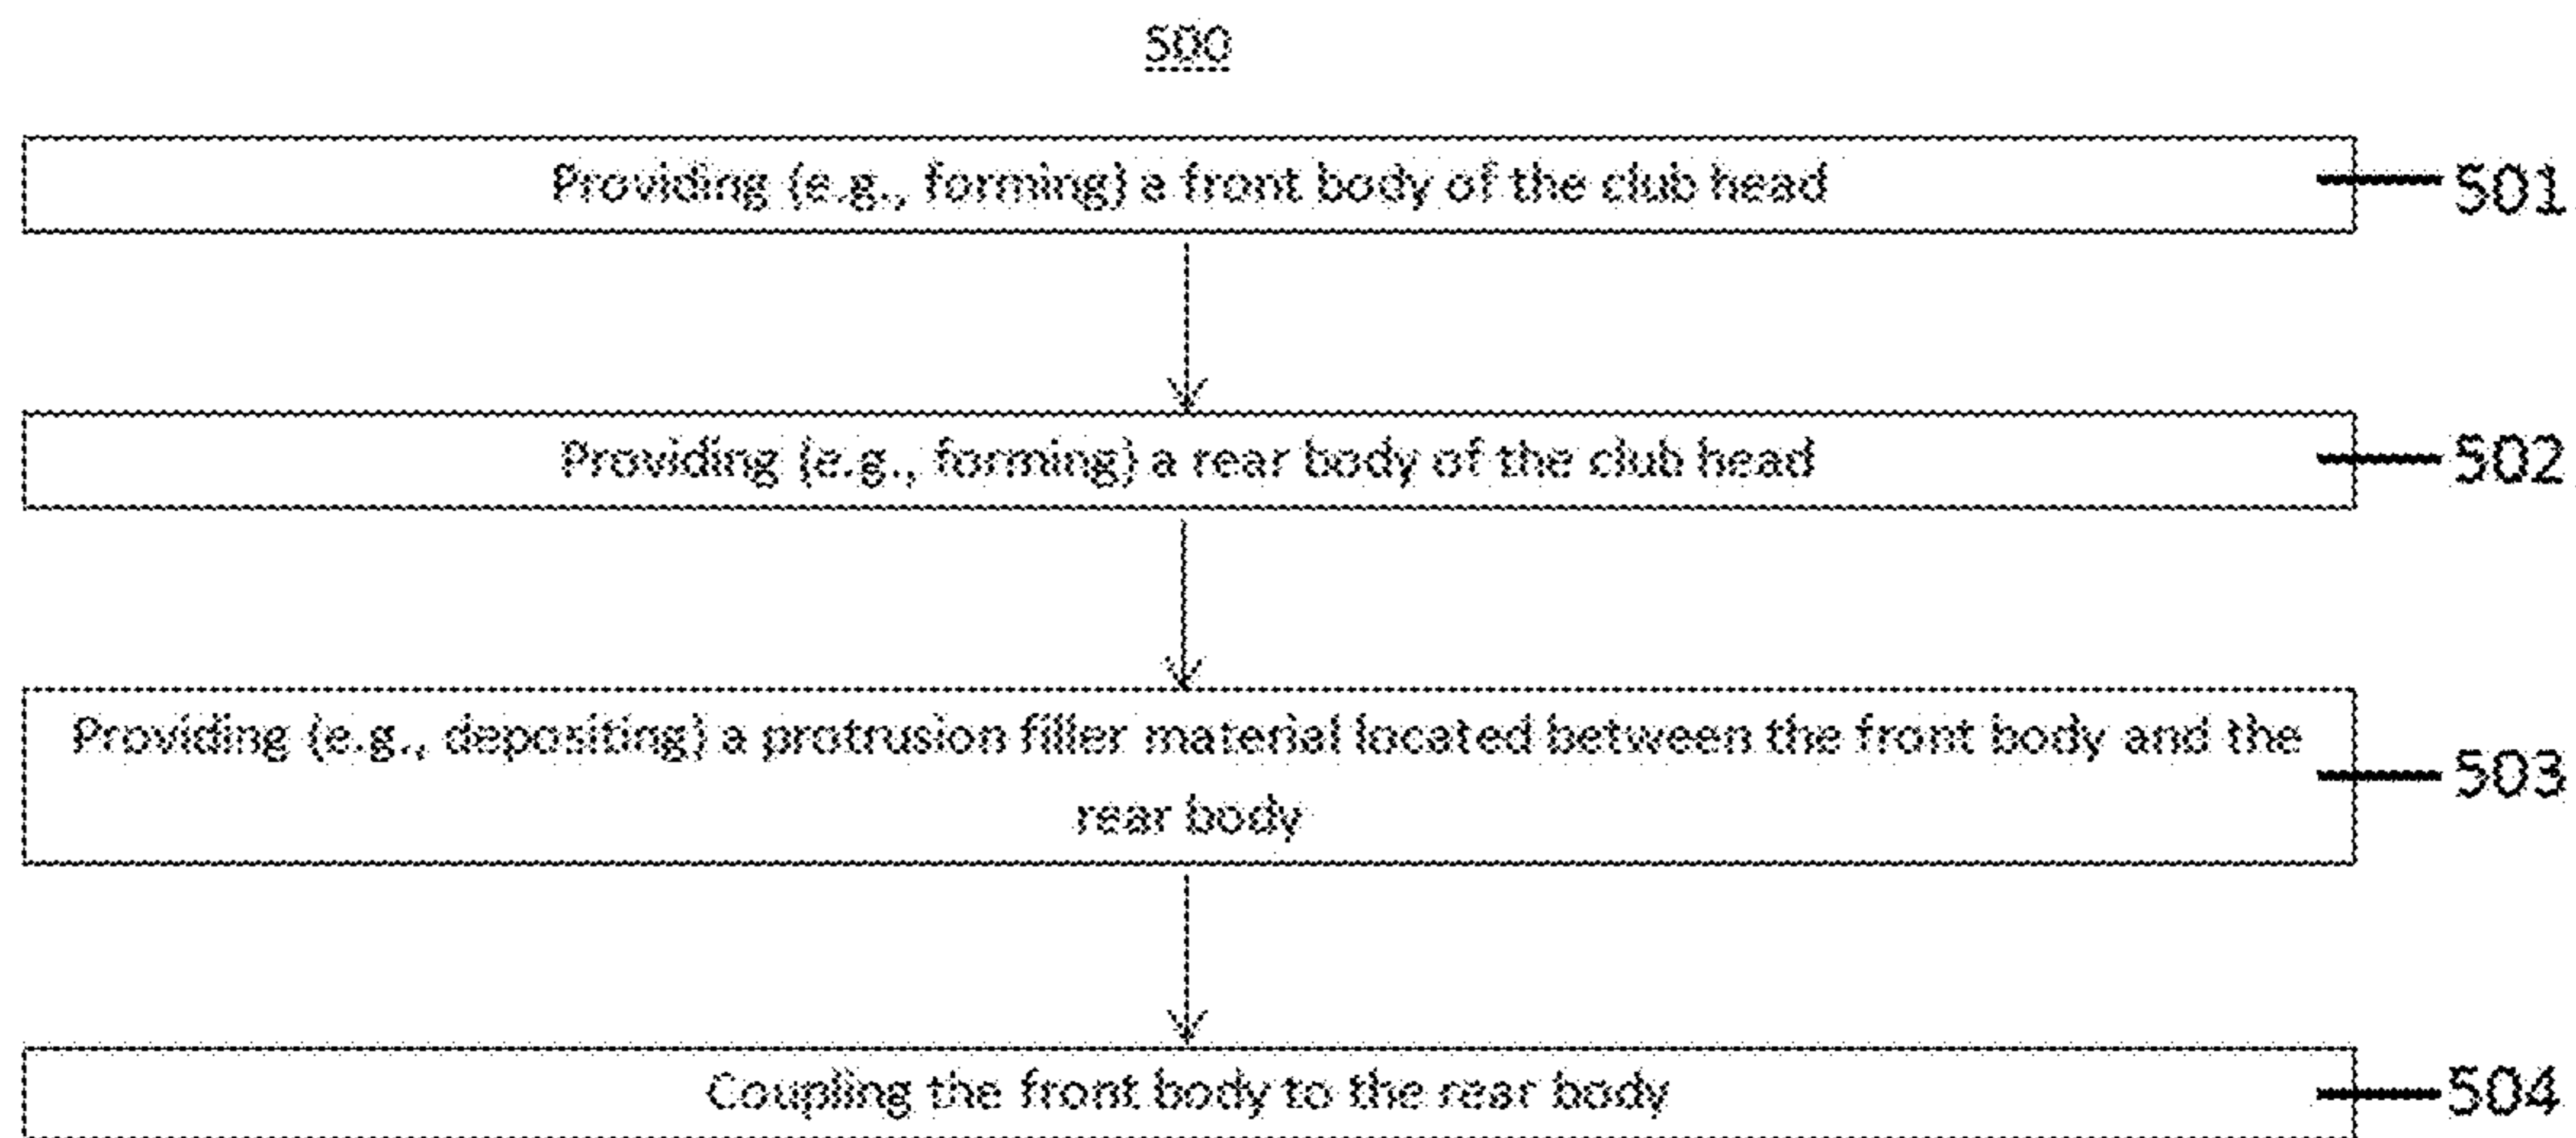 500
Providing (e.g., forming) a front body of the club head
501
Providing (e.g., forming) a rear body of the club head
502
Providing (e.g., depositing) a protrusion filler material located between the front body and the
rear body
503
Coupling the front body to the rear body
504